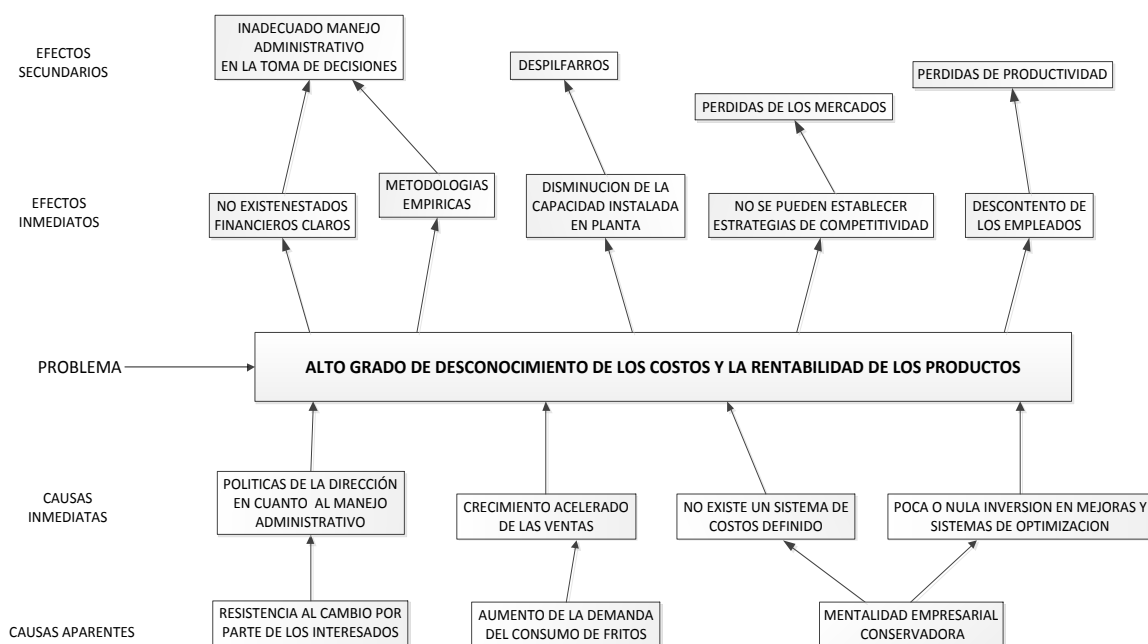 INADECUADO MANEJO
ADMINISTRATIVO
EN LA TOMA DE DECISIONES
EFECTOS
SECUNDARIOS
DESPILFARROS
PERDIDAS DE PRODUCTIVIDAD
PERDIDAS DE LOS MERCADOS
EFECTOS
INMEDIATOS
NO EXISTENESTADOS
FINANCIEROS CLAROS
METODOLOGIAS
EMPIRICAS
DISMINUCION DE LA
CAPACIDAD INSTALADA
EN PLANTA
NO SE PUEDEN ESTABLECER
ESTRATEGIAS DE COMPETITIVIDAD
DESCONTENTO DE
LOS EMPLEADOS
PROBLEMA
ALTO GRADO DE DESCONOCIMIENTO DE LOS COSTOS Y LA RENTABILIDAD DE LOS PRODUCTOS
CAUSAS
INMEDIATAS
POLITICAS DE LA DIRECCIÓN
EN CUANTO AL MANEJO
ADMINISTRATIVO
CRECIMIENTO ACELERADO
DE LAS VENTAS
NO EXISTE UN SISTEMA DE
COSTOS DEFINIDO
POCA O NULA INVERSION EN MEJORAS Y
SISTEMAS DE OPTIMIZACION
CAUSAS APARENTES
RESISTENCIA AL CAMBIO POR
PARTE DE LOS INTERESADOS
AUMENTO DE LA DEMANDA
DEL CONSUMO DE FRITOS
MENTALIDAD EMPRESARIAL
CONSERVADORA